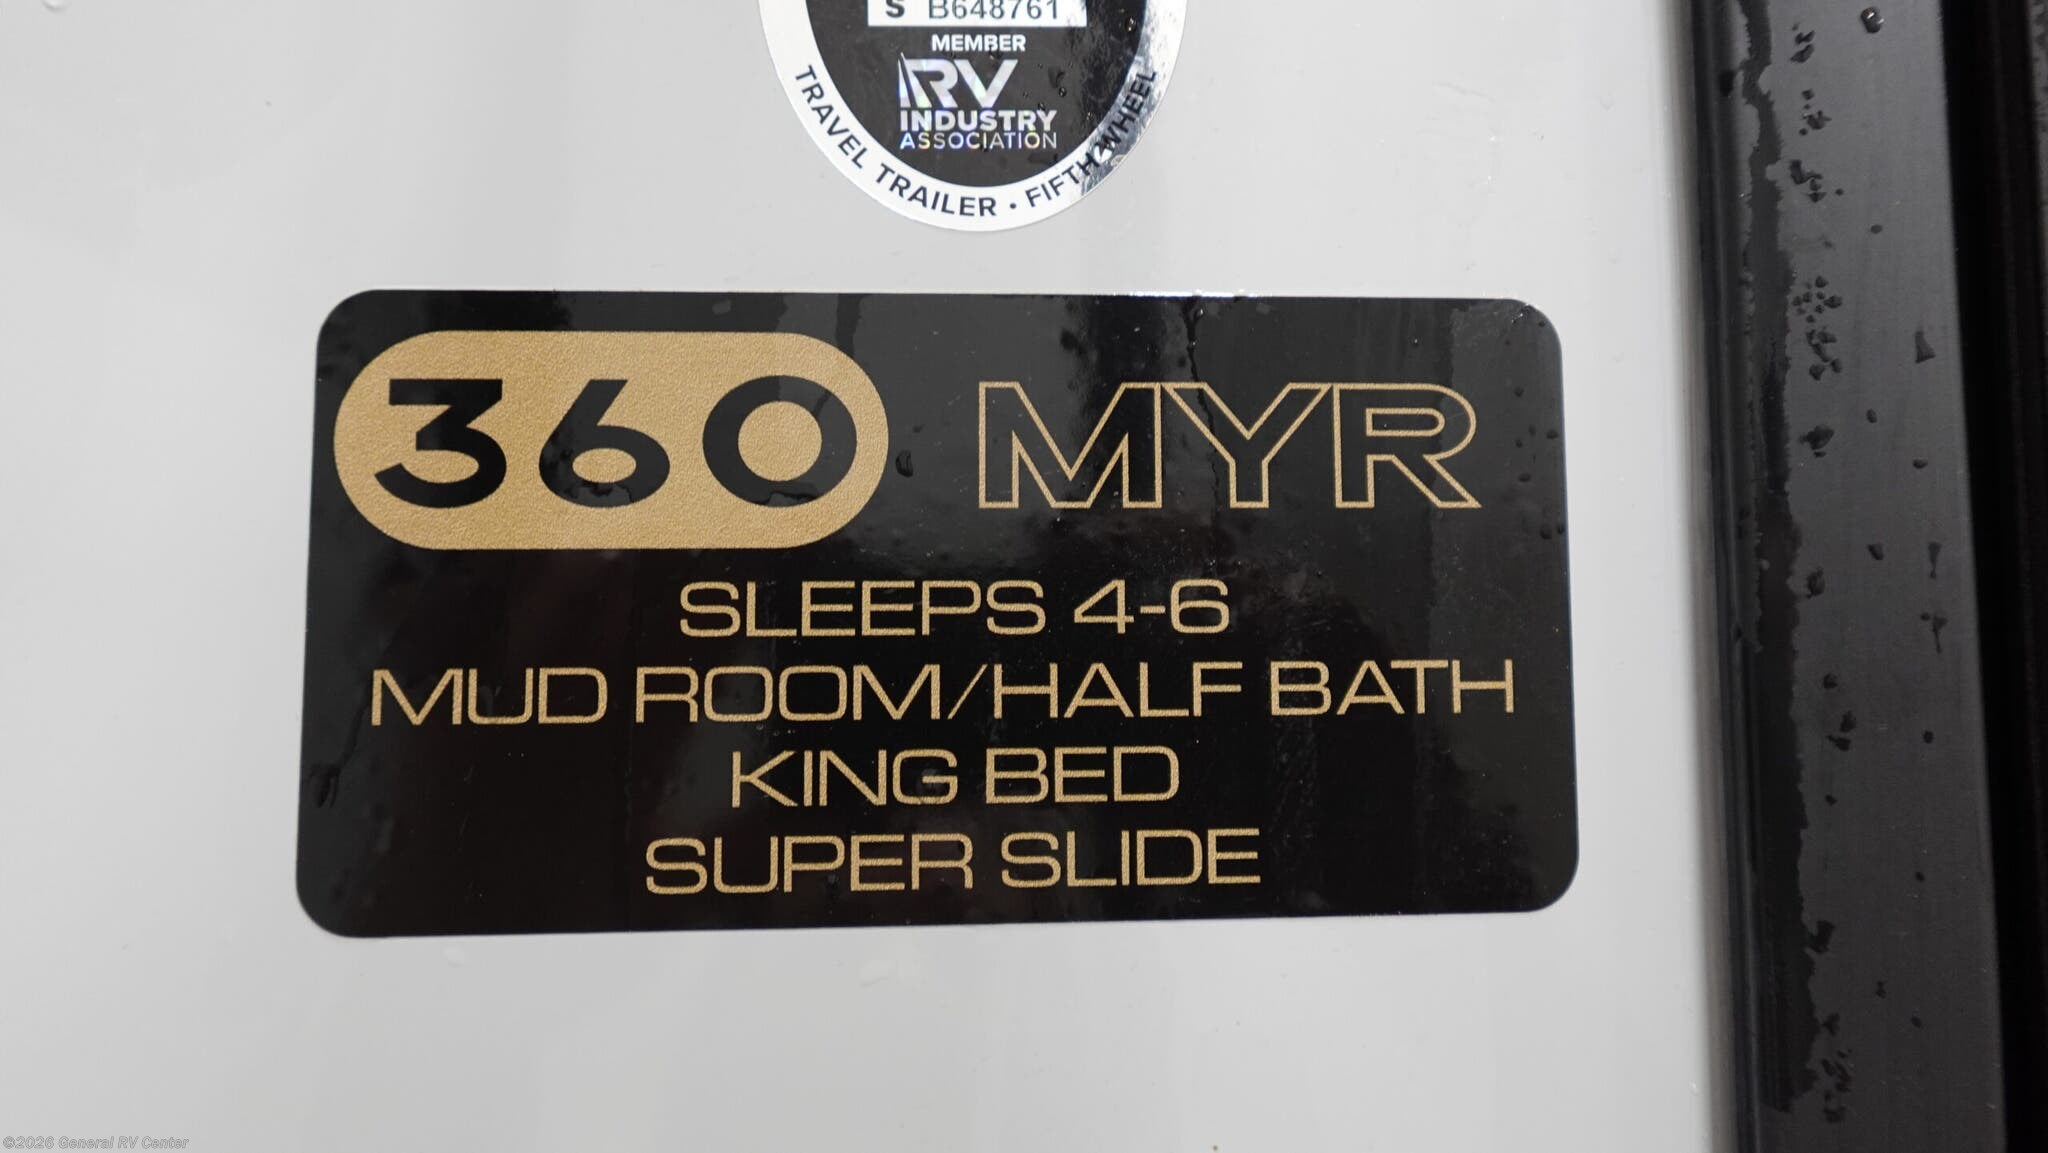 S B648761
MEMBER
RV
INDUSTRY
ASSOCIATION
TRAVEL TRAILER • FIFTH WHEEL
360 MYR
SLEEPS 4-6
MUD ROOM/HALF BATH
KING BED
SUPER SLIDE
©2026 General RV Center